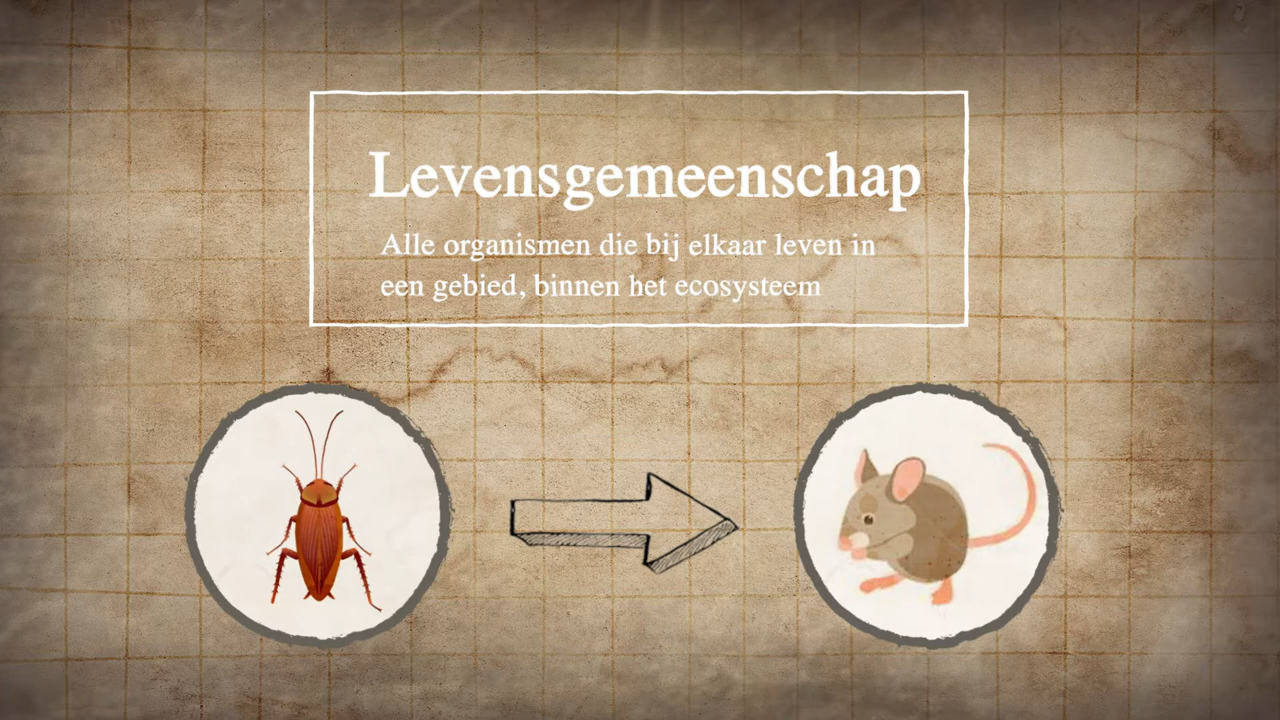 Levensgemeenschap
Alle organismen die bij elkaar leven in
een gebied, binnen het ecosysteem